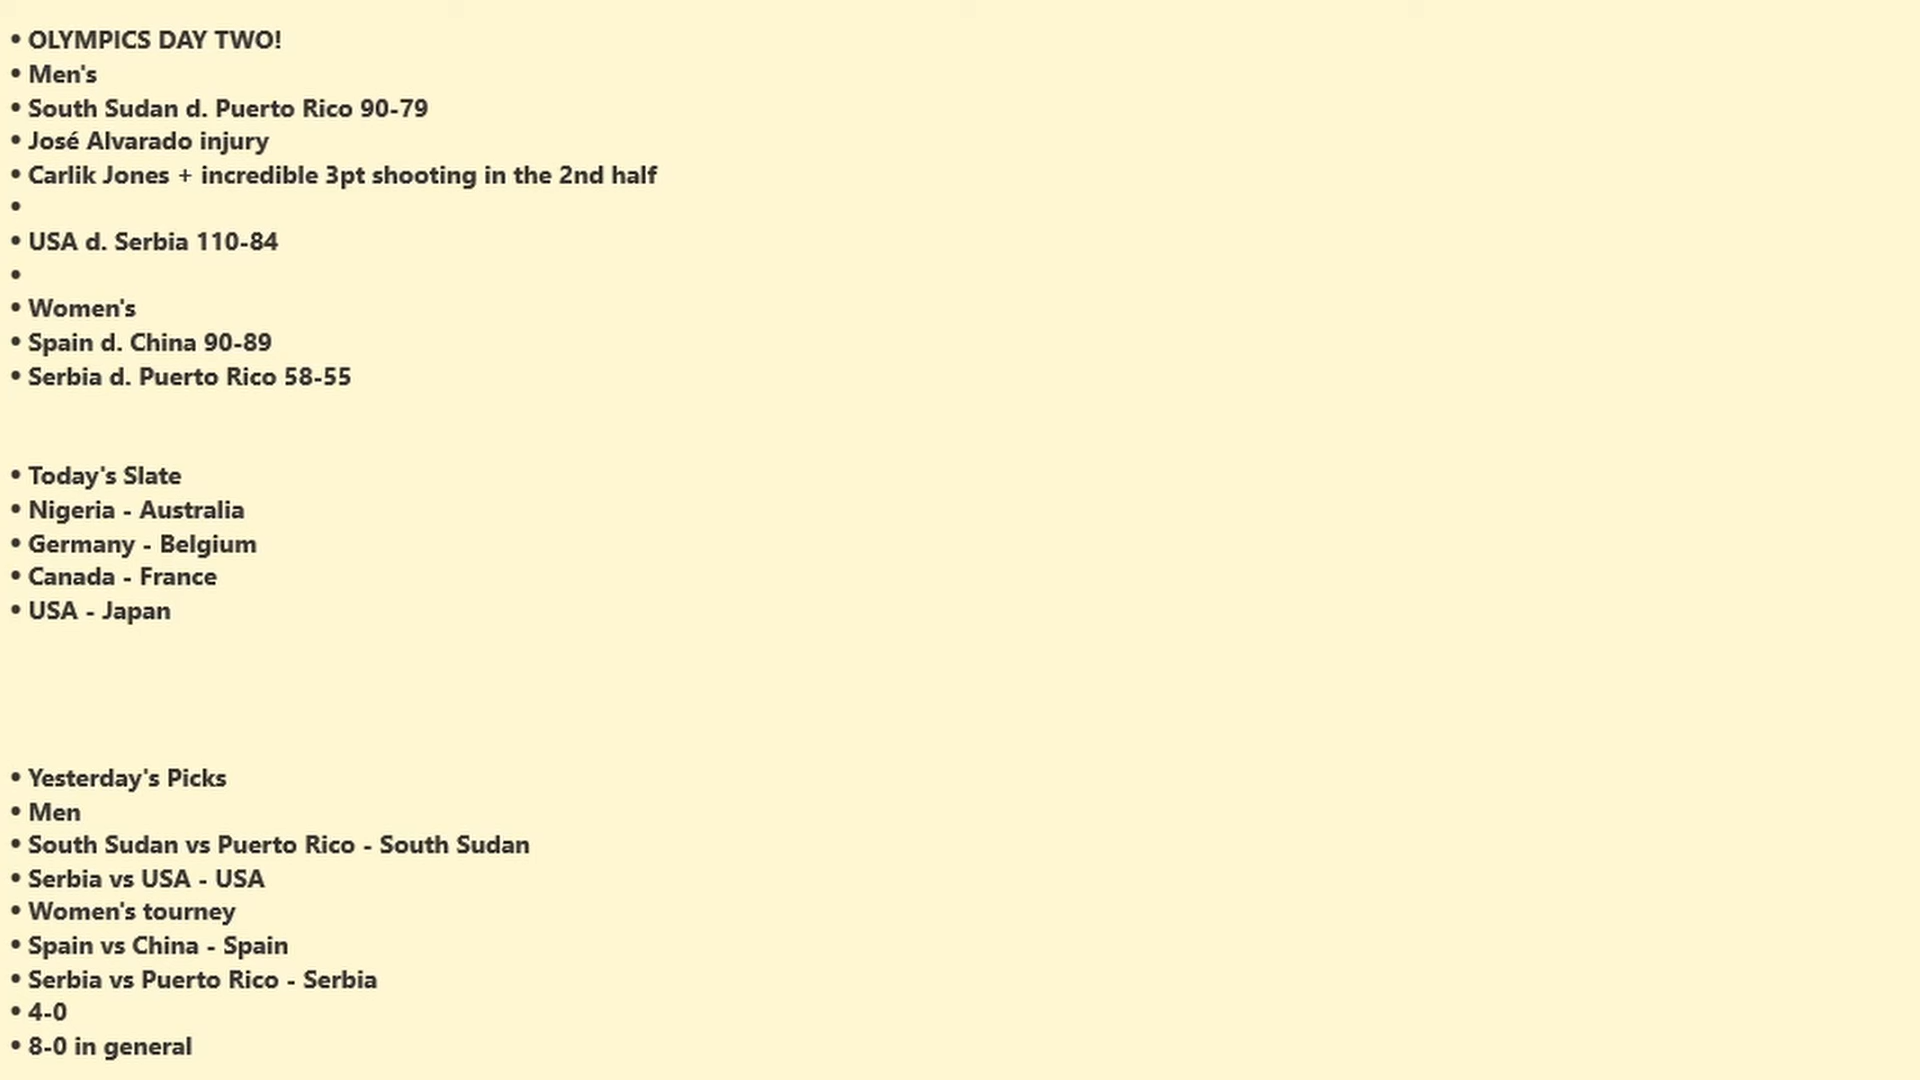 • OLYMPICS DAY TWO!
• Men's
• South Sudan d. Puerto Rico 90-79
• José Alvarado injury
• Carlik Jones + incredible 3pt shooting in the 2nd half
•
• USA d. Serbia 110-84
•
• Women's
• Spain d. China 90-89
• Serbia d. Puerto Rico 58-55
• Today's Slate
• Nigeria - Australia
• Germany - Belgium
• Canada - France
• USA - Japan
• Yesterday's Picks
• Men
• South Sudan vs Puerto Rico - South Sudan
• Serbia vs USA - USA
• Women's tourney
• Spain vs China - Spain
• Serbia vs Puerto Rico - Serbia
• 4-0
• 8-0 in general